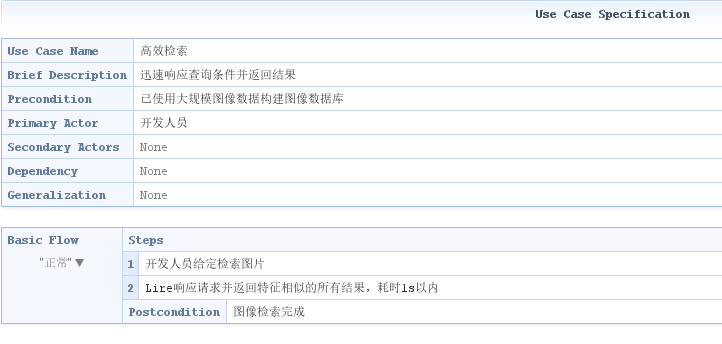 Use Case Specification
Use Case Name 高效检索
Brief Description 迅速响应查询条件并返回结果
Precondition 已使用大规模图像数据构建图像数据库
Primary Actor 开发人员
Secondary Actors None
Dependency None
Generalization None
Basic Flow Steps
"正常"▼
1 开发人员给定检索图片
2 Lire响应请求并返回特征相似的所有结果，耗时1s以内
Postcondition 图像检索完成